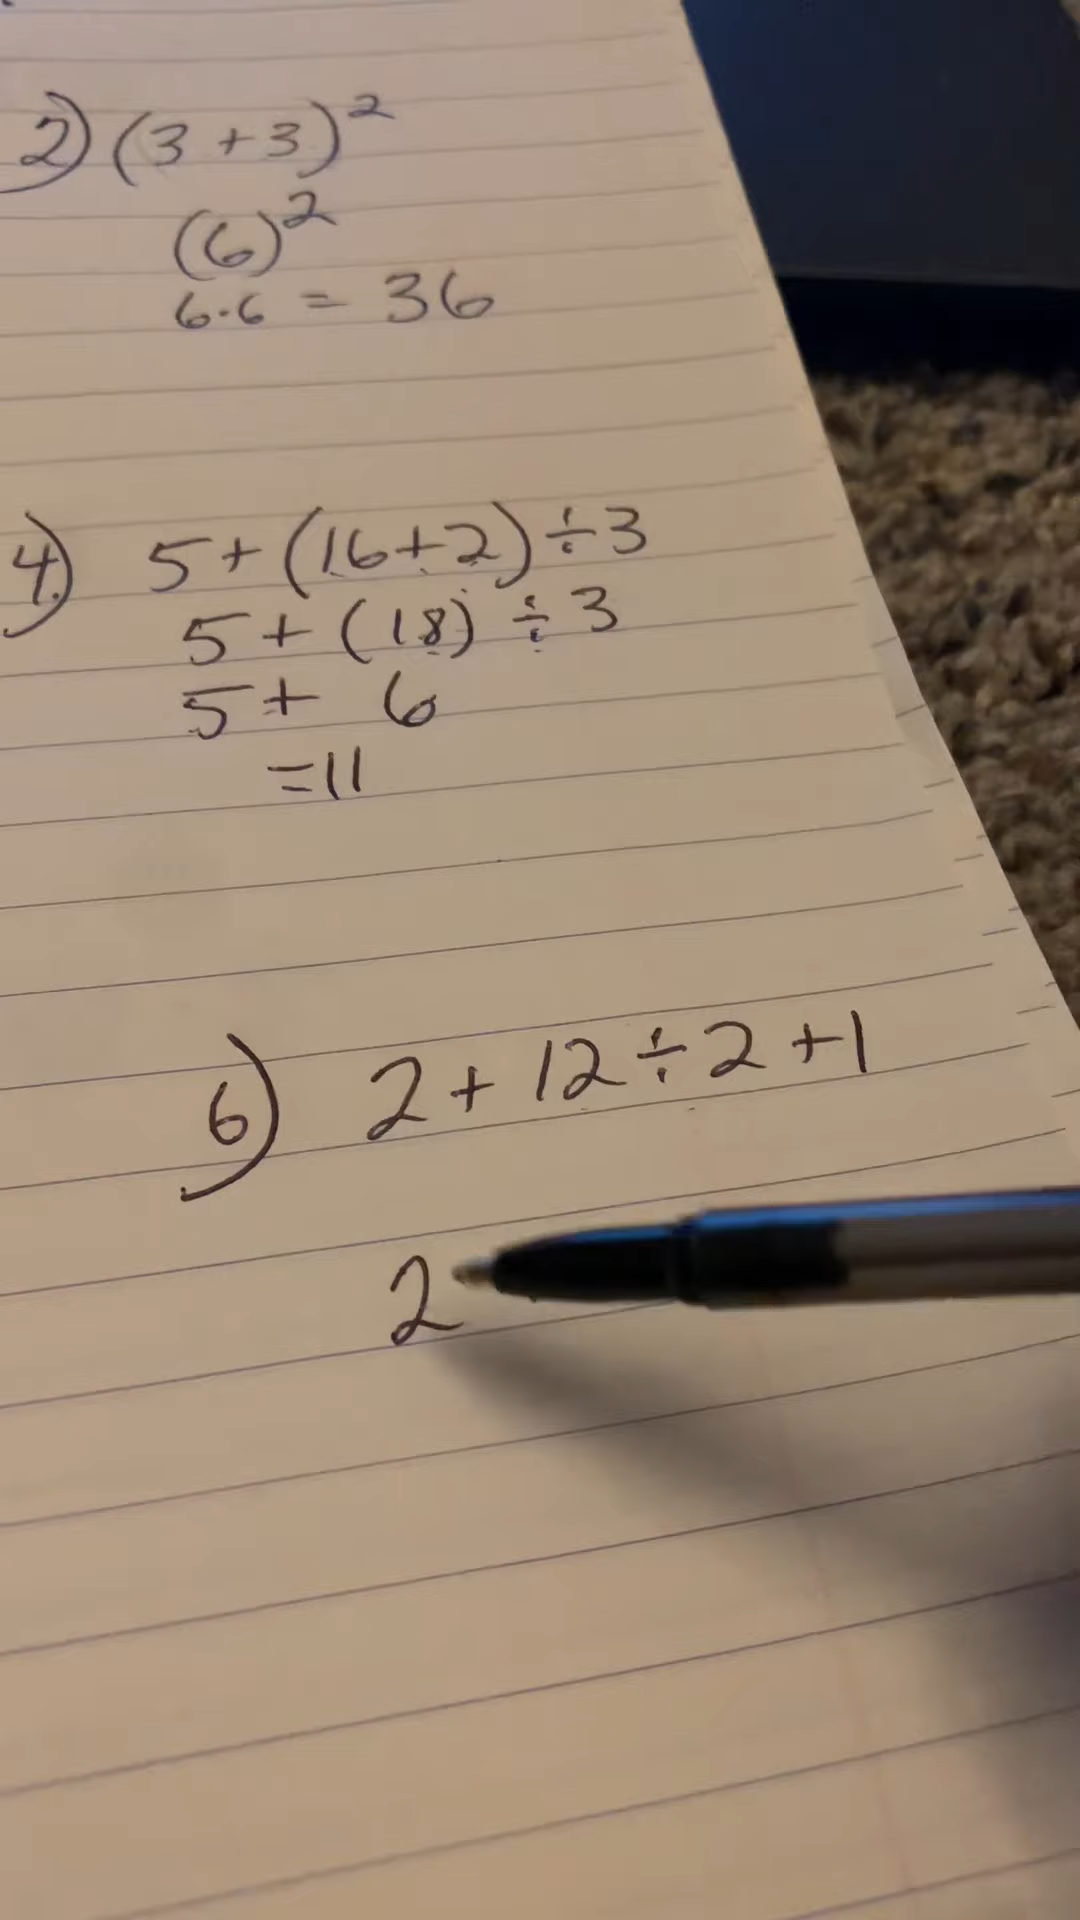 2) (3 + 3)²
(6)²
6·6 = 36
4.) 5 + (16 + 2) ÷ 3
5 + (18) ÷ 3
5 + 6
= 11
6) 2 + 12 ÷ 2 + 1
2